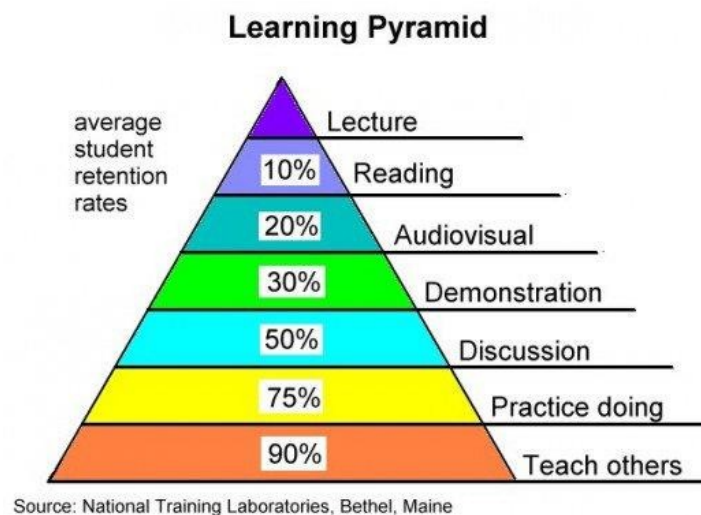 Learning Pyramid
average
student
retention
rates
Lecture
10% Reading
20% Audiovisual
30% Demonstration
50% Discussion
75% Practice doing
90% Teach others
Source: National Training Laboratories, Bethel, Maine